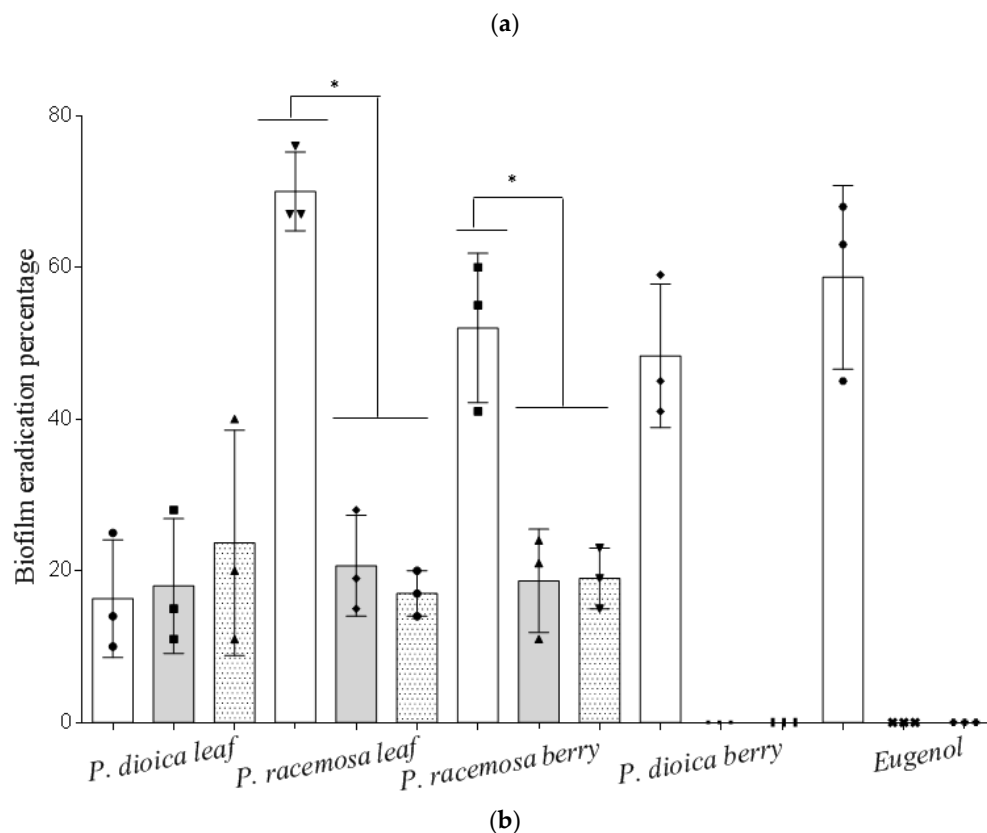 (a)
*
*
80
60
40
20
0
Biofilm eradication percentage
P. dioica leaf
P. racemosa leaf
P. racemosa berry
P. dioica berry
Eugenol
(b)